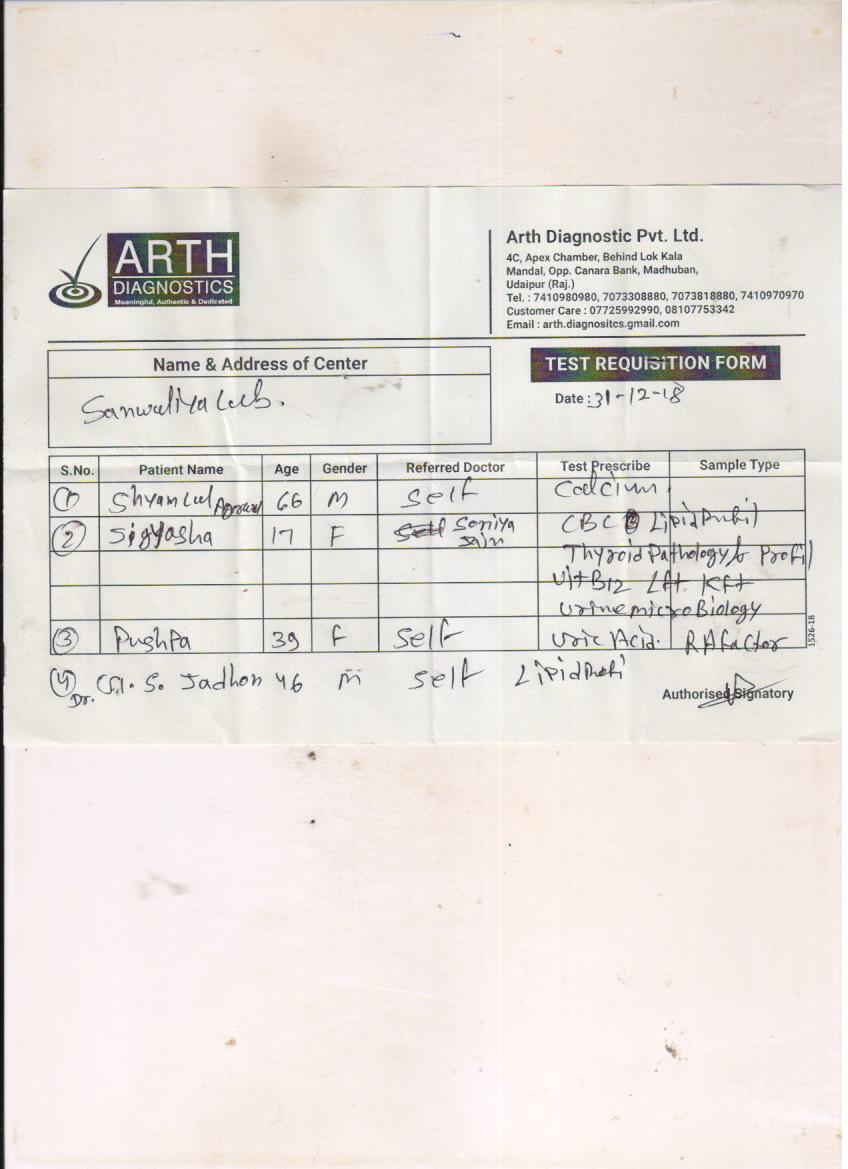 ARTH
DIAGNOSTICS
Meaningful, Authentic & Dedicated
Arth Diagnostic Pvt. Ltd.
4C, Apex Chamber, Behind Lok Kala
Mandal, Opp. Canara Bank, Madhuban,
Udaipur (Raj.)
Tel. : 7410980980, 7073308880, 7073818880, 7410970970
Customer Care : 07725992990, 08107753342
Email : arth.diagnositcs.gmail.com
Name & Address of Center
TEST REQUISITION FORM
Sanwaliya Lab.
Date : 31-12-18
S.No. Patient Name Age Gender Referred Doctor Test Prescribe Sample Type
1 Shyam Lal Agrawal 66 M Self Calcium
2 Sigyasha 17 F Soniya Jain CBC Lipid Profil
Thyroid Pathology Profil
Vit B12 Lft Kft
Urine micro Biology
3 Pushpa 39 F Self Uric Acid. RA factor
4 Dr. S. Jadhon 46 M Self Lipid Profi
Authorised Signatory
1526-18